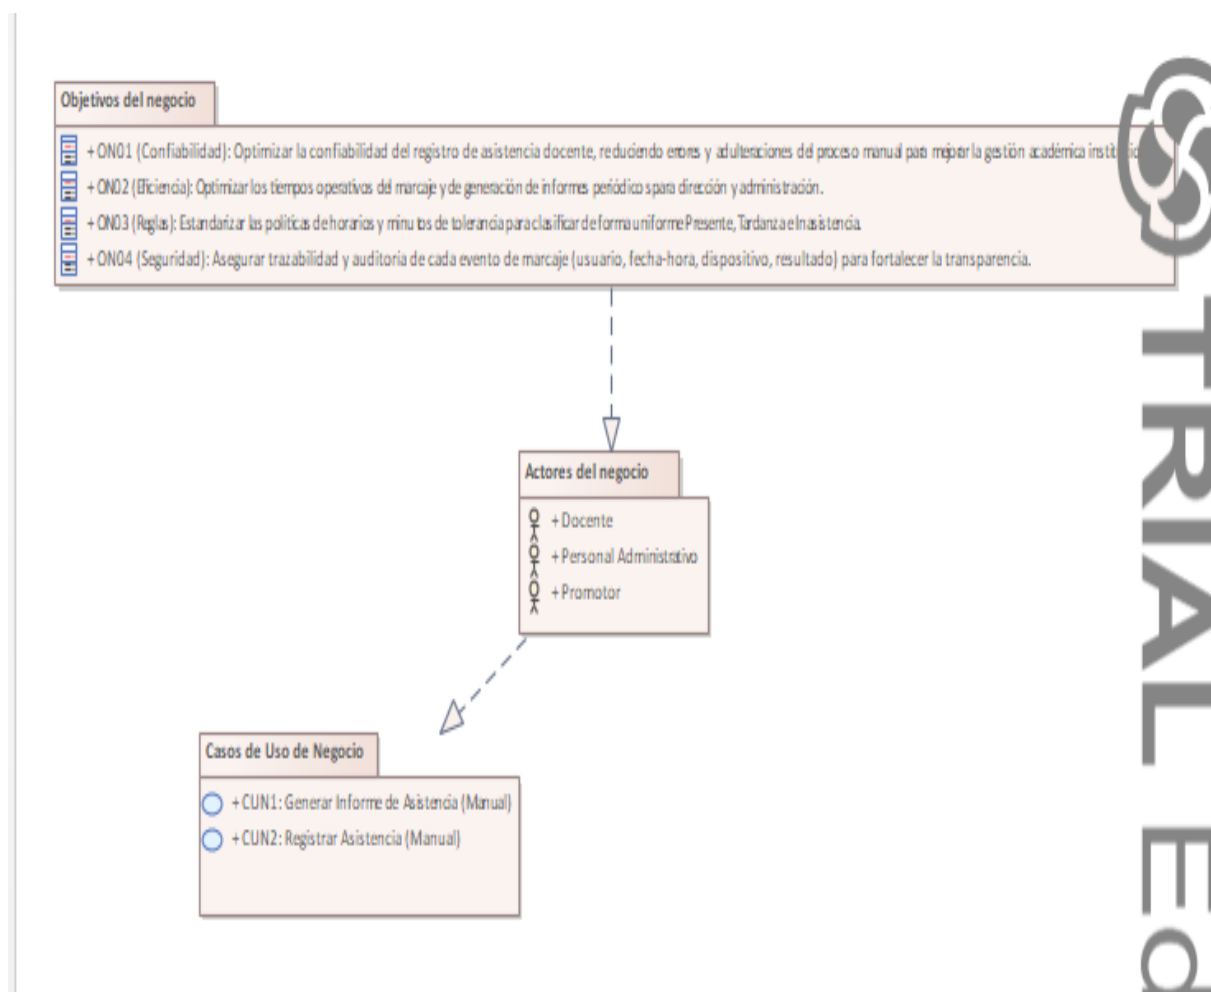 Objetivos del negocio
+ ON01 (Confiabilidad): Optimizar la confiabilidad del registro de asistencia docente, reduciendo errores y adulteraciones del proceso manual para mejorar la gestión académica
+ ON02 (Eficiencia): Optimizar los tiempos operativos del marcaje y de generación de informes periódico spara dirección y administración.
+ ON03 (Reglas): Estandarizar las políticas de horarios y minutos de tolerancia para clasificar de forma uniforme Presente, Tardanza e Inasistencia.
+ ON04 (Seguridad): Asegurar trazabilidad y auditoría de cada evento de marcaje (usuario, fecha-hora, dispositivo, resultado) para fortalecer la transparencia.
Actores del negocio
+ Docente
+ Personal Administrativo
+ Promotor
Casos de Uso de Negocio
+ CUN1: Generar Informe de Asistencia (Manual)
+ CUN2: Registrar Asistencia (Manual)
TRIAL Ed